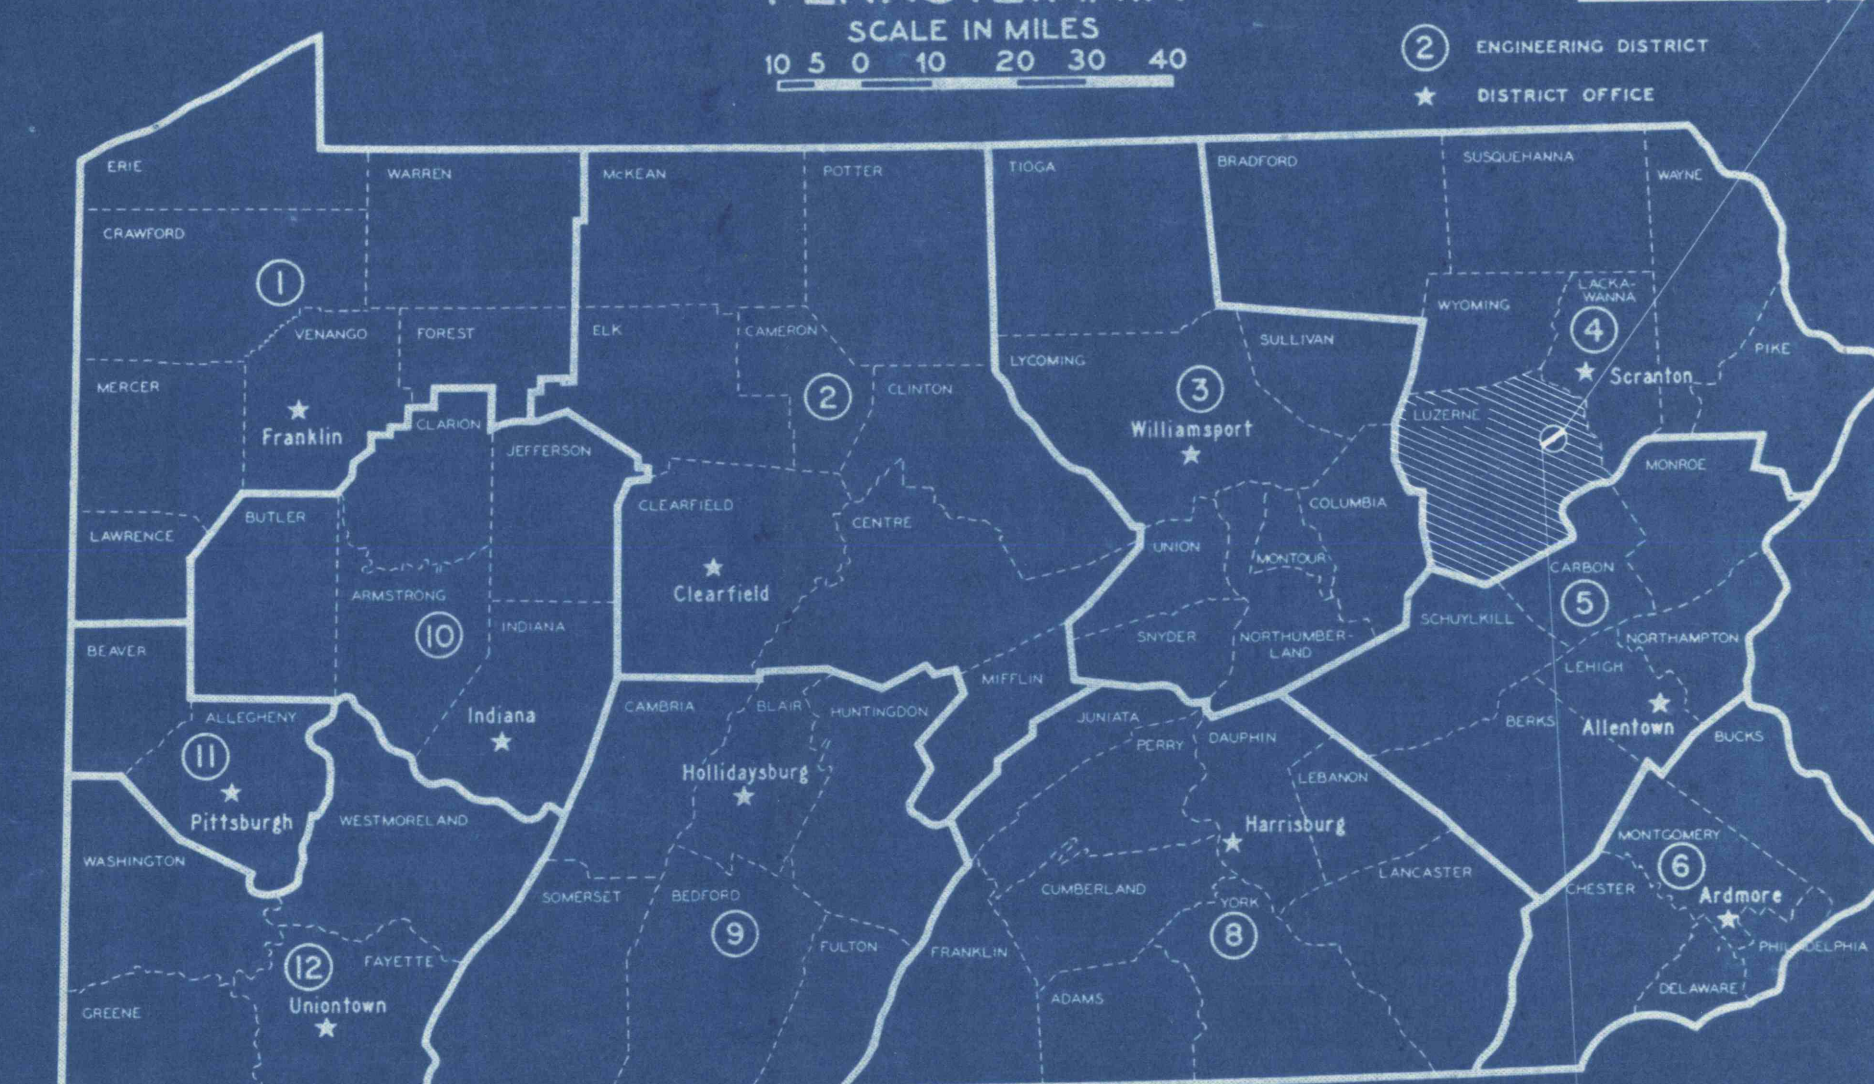 SCALE IN MILES
10 5 0 10 20 30 40
2 ENGINEERING DISTRICT
DISTRICT OFFICE
ERIE
WARREN
McKEAN
POTTER
TIOGA
BRADFORD
SUSQUEHANNA
WAYNE
CRAWFORD
1
VENANGO
FOREST
ELK
CAMERON
LYCOMING
SULLIVAN
WYOMING
LACKA-
WANNA
4
PIKE
MERCER
2
CLINTON
3
Scranton
Franklin
CLARION
JEFFERSON
Williamsport
LUZERNE
MONROE
BUTLER
CLEARFIELD
CENTRE
COLUMBIA
LAWRENCE
UNION
MONTOUR
CARBON
ARMSTRONG
Clearfield
5
10
INDIANA
SNYDER
NORTHUMBER-
LAND
SCHUYLKILL
NORTHAMPTON
BEAVER
MIFFLIN
LEHIGH
ALLEGHENY
Indiana
CAMBRIA
BLAIR
HUNTINGDON
JUNIATA
PERRY
DAUPHIN
BERKS
Allentown
BUCKS
11
Hollidaysburg
LEBANON
Pittsburgh
WESTMORELAND
Harrisburg
MONTGOMERY
WASHINGTON
SOMERSET
BEDFORD
CUMBERLAND
LANCASTER
CHESTER
6
Ardmore
YORK
9
8
12
FAYETTE
FULTON
FRANKLIN
PHILADELPHIA
Uniontown
GREENE
ADAMS
DELAWARE